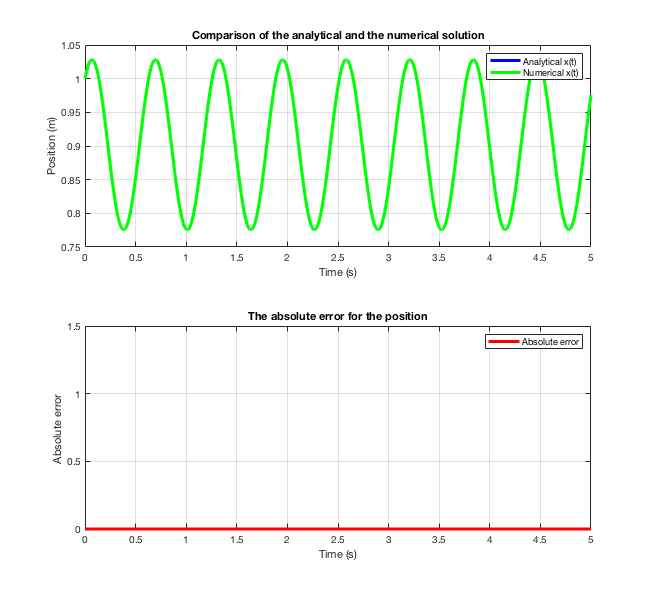 Comparison of the analytical and the numerical solution
1.05
1
0.95
0.9
0.85
0.8
0.75
Position (m)
Analytical x(t)
Numerical x(t)
0 0.5 1 1.5 2 2.5 3 3.5 4 4.5 5
Time (s)
The absolute error for the position
1.5
1
0.5
0
Absolute error
Absolute error
0 0.5 1 1.5 2 2.5 3 3.5 4 4.5 5
Time (s)